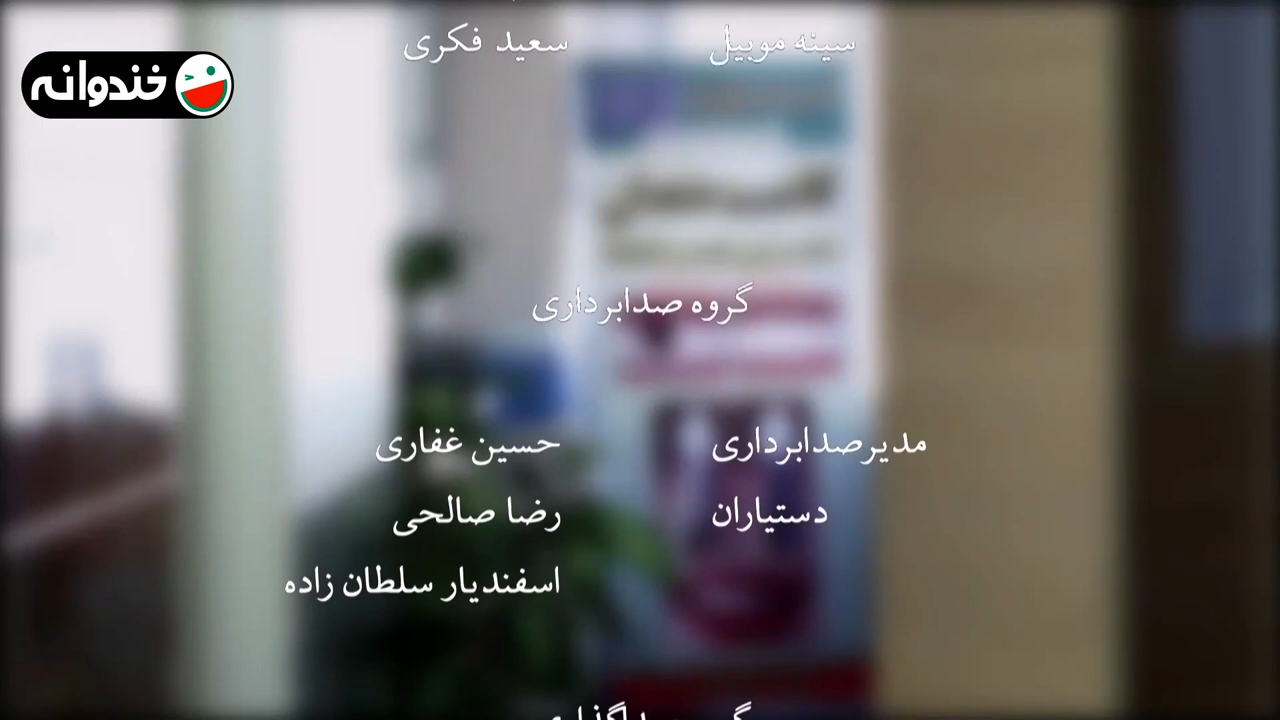 سینه موبیل سعید فکری
خندوانه
گروه صدابرداری
مدیرصدابرداری حسین غفاری
دستیاران رضا صالحی
اسفندیار سلطان زاده